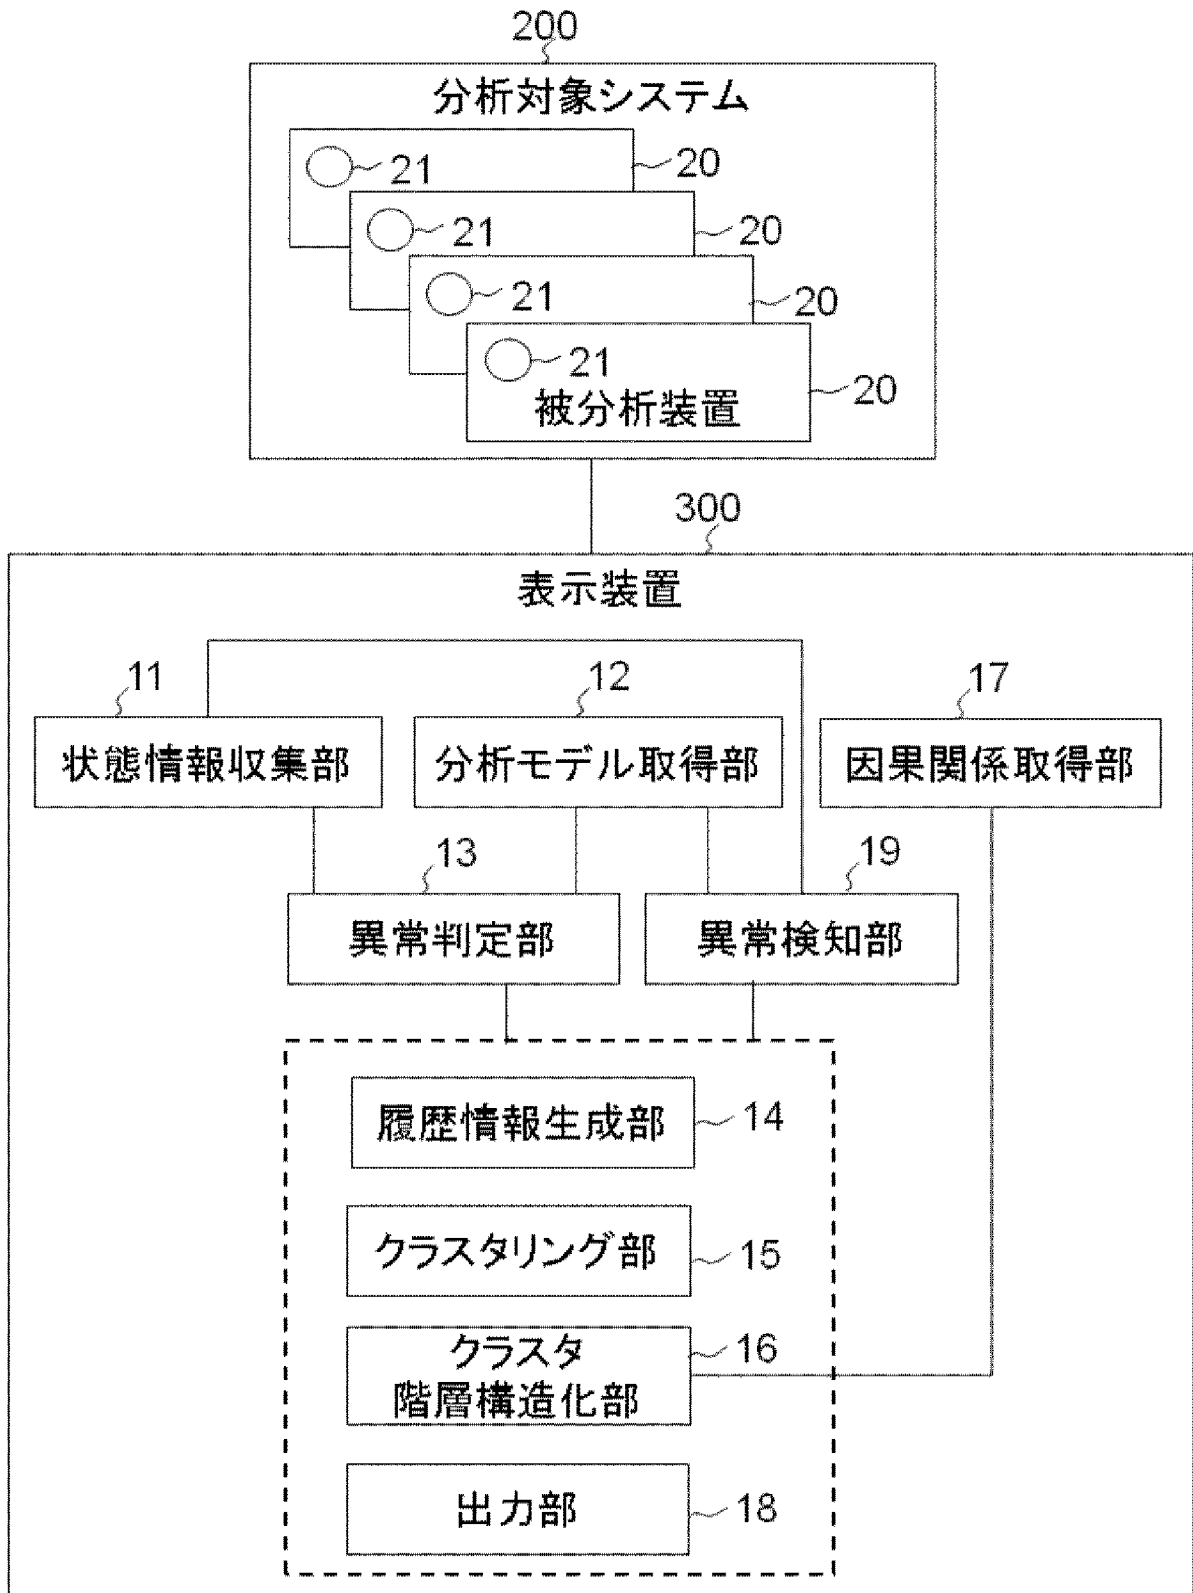 200
分析対象システム
21
20
21
20
21
20
21
20
被分析装置
300
表示装置
11
12
17
状態情報収集部
分析モデル取得部
因果関係取得部
13
19
異常判定部
異常検知部
履歴情報生成部
14
クラスタリング部
15
クラスタ
階層構造化部
16
出力部
18